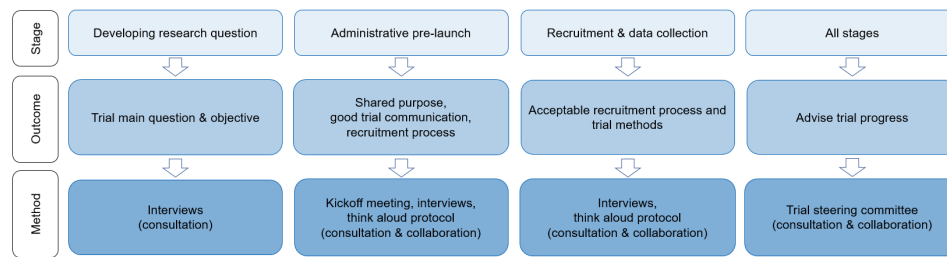 Stage
Developing research question
Administrative pre-launch
Recruitment & data collection
All stages
Outcome
Trial main question & objective
Shared purpose,
good trial communication,
recruitment process
Acceptable recruitment process and
trial methods
Advise trial progress
Method
Interviews
(consultation)
Kickoff meeting, interviews,
think aloud protocol
(consultation & collaboration)
Interviews,
think aloud protocol
(consultation & collaboration)
Trial steering committee
(consultation & collaboration)